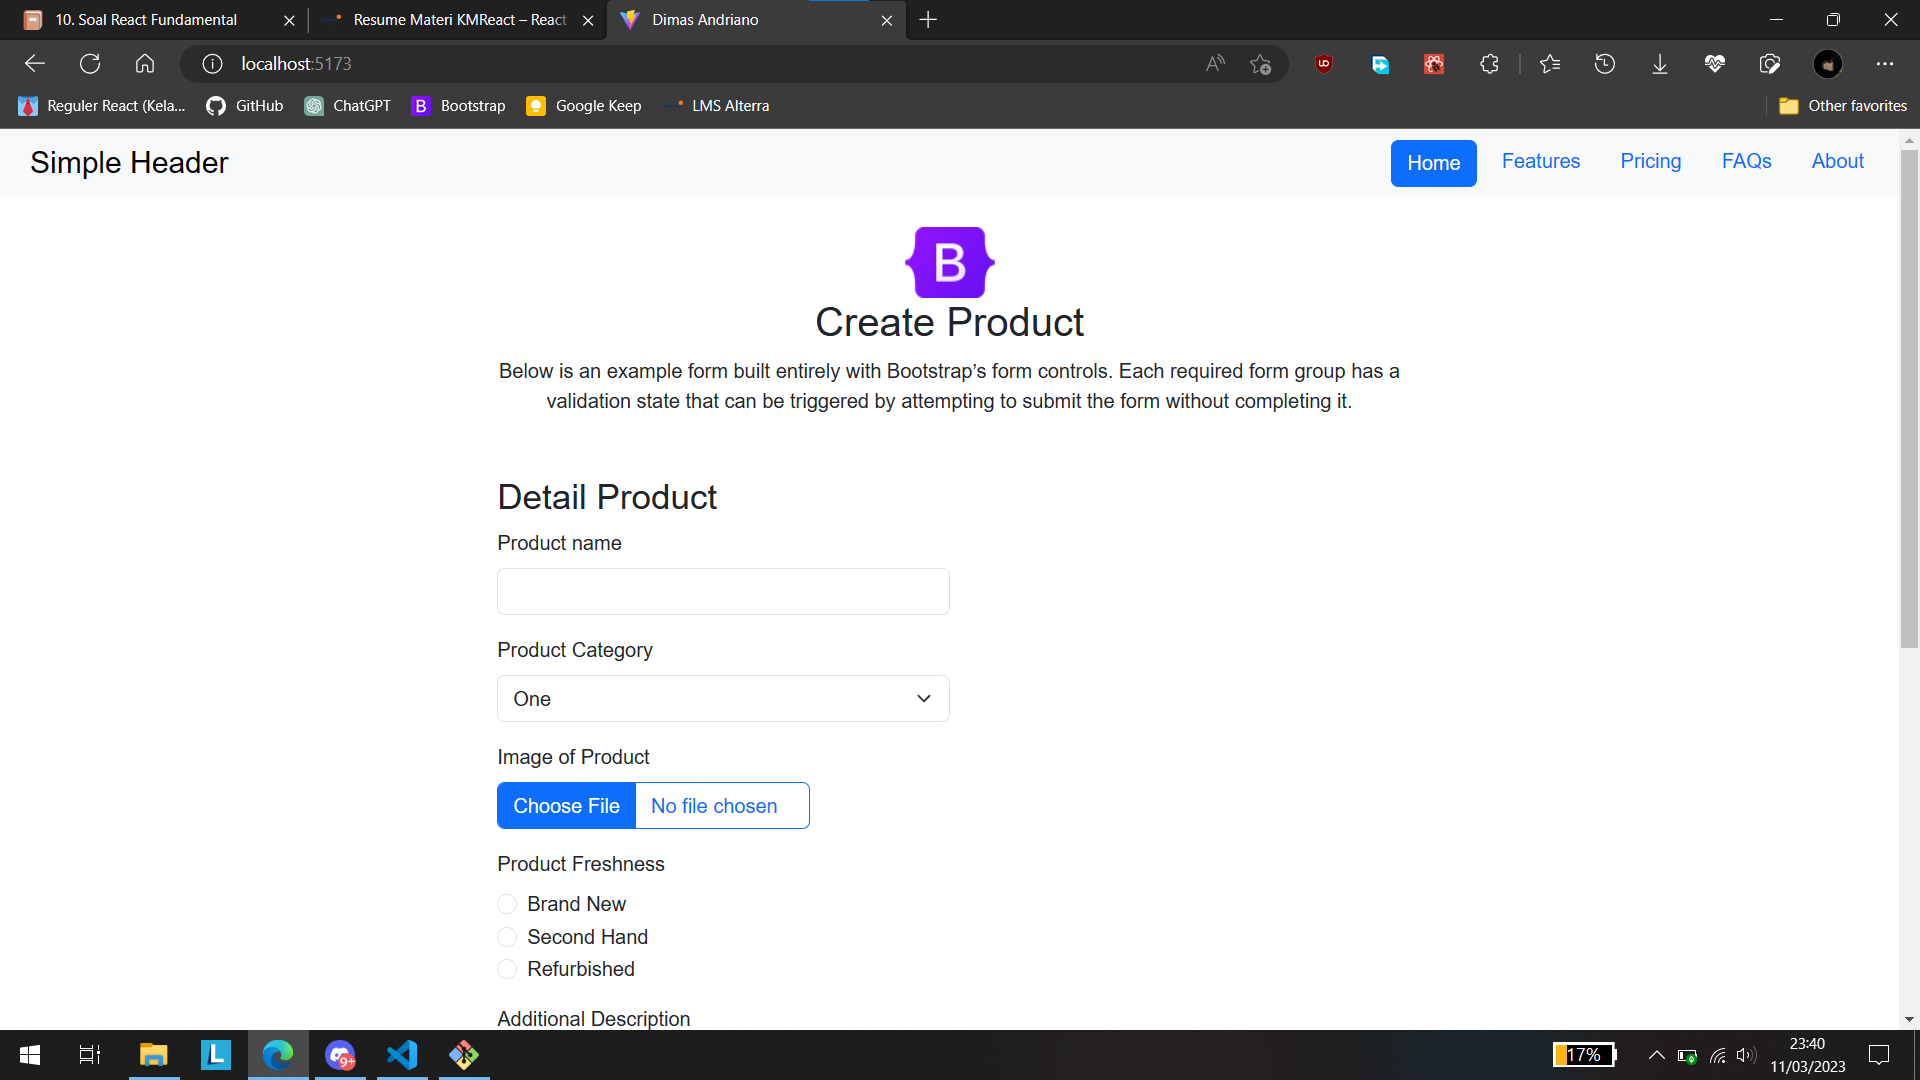 10. Soal React Fundamental
Resume Materi KMReact – React
Dimas Andriano
localhost:5173
Reguler React (Kela...
GitHub
ChatGPT
B Bootstrap
Google Keep
LMS Alterra
Other favorites
Simple Header
Home
Features
Pricing
FAQs
About
B
Create Product
Below is an example form built entirely with Bootstrap’s form controls. Each required form group has a
validation state that can be triggered by attempting to submit the form without completing it.
Detail Product
Product name
Product Category
One
Image of Product
Choose File No file chosen
Product Freshness
Brand New
Second Hand
Refurbished
Additional Description
L
9+
17%
23:40
11/03/2023